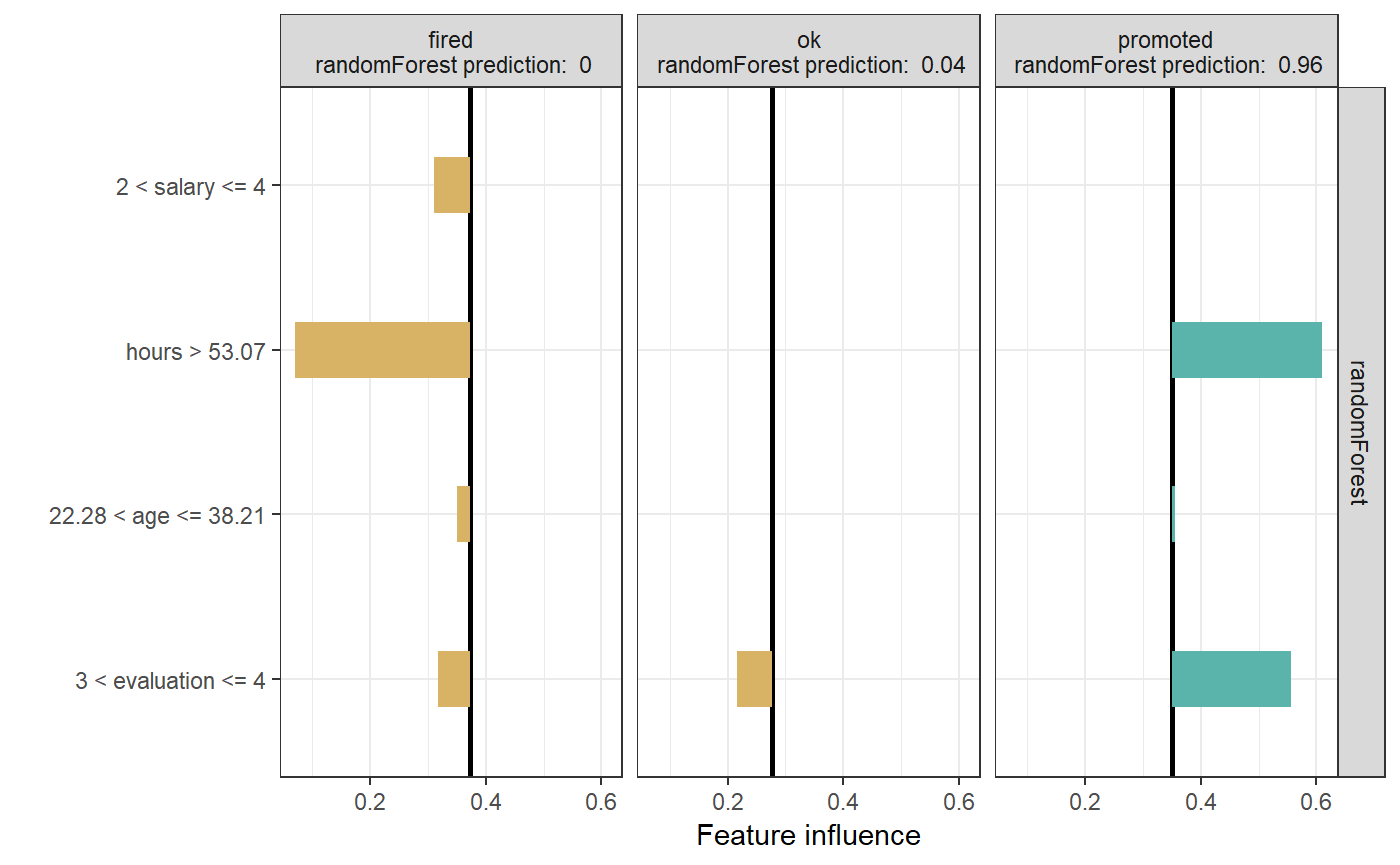 fired
randomForest prediction:  0
ok
randomForest prediction:  0.04
promoted
randomForest prediction:  0.96
2 < salary <= 4
hours > 53.07
22.28 < age <= 38.21
3 < evaluation <= 4
randomForest
0.2 0.4 0.6 0.2 0.4 0.6 0.2 0.4 0.6
Feature influence